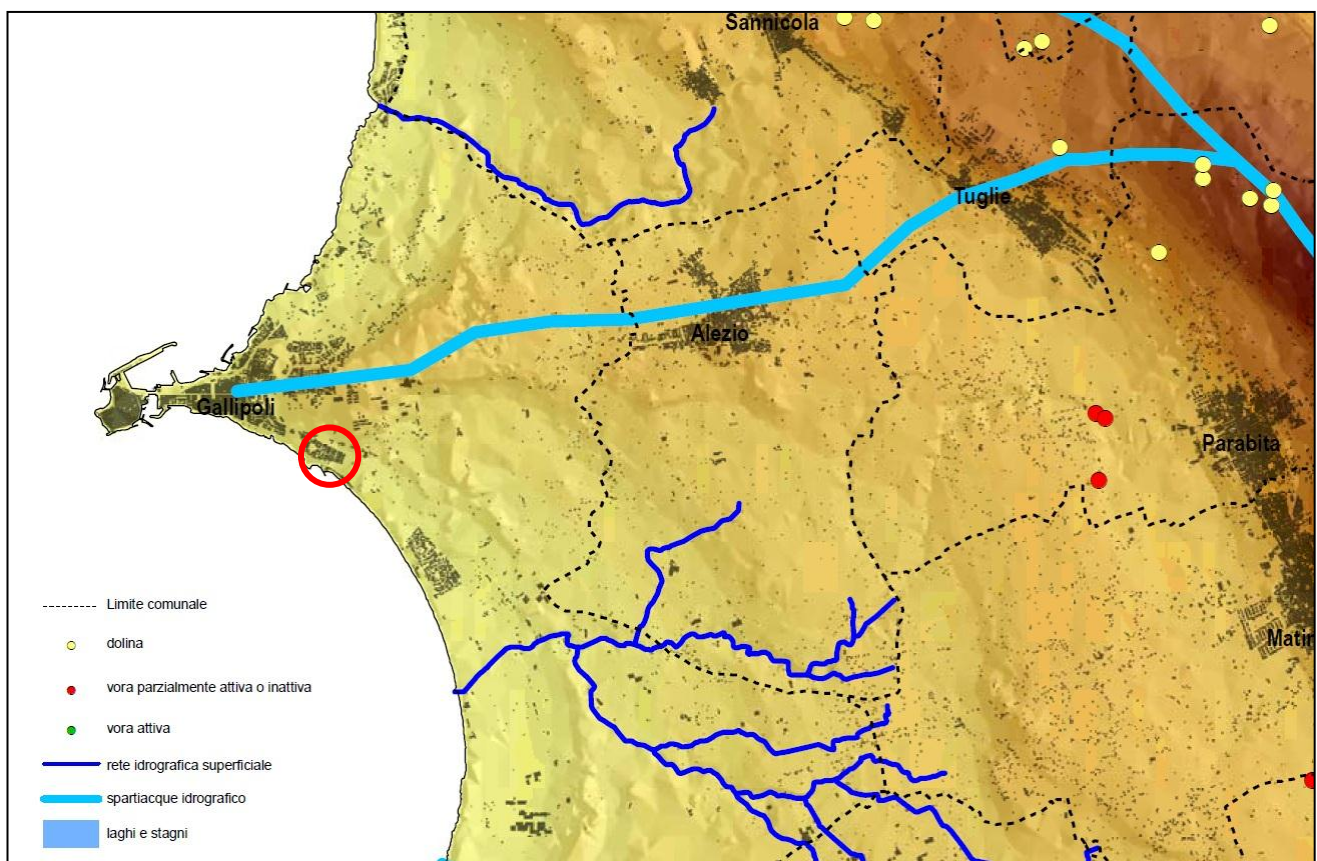 Sannicola
Tuglie
Alezio
Gallipoli
Parabita
Matin
Limite comunale
dolina
vora parzialmente attiva o inattiva
vora attiva
rete idrografica superficiale
spartiacque idrografico
laghi e stagni